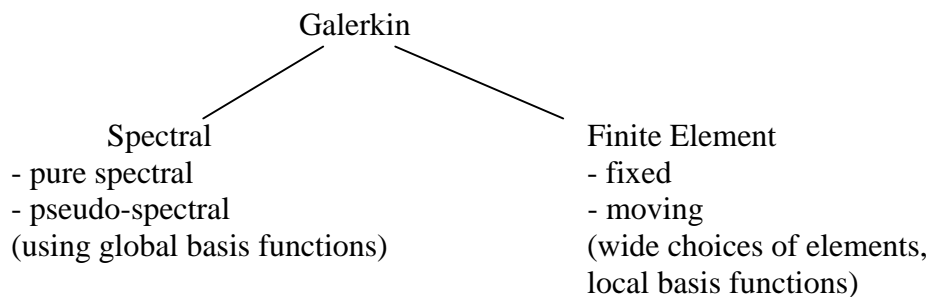 Galerkin
Spectral
- pure spectral
- pseudo-spectral
(using global basis functions)
Finite Element
- fixed
- moving
(wide choices of elements,
local basis functions)